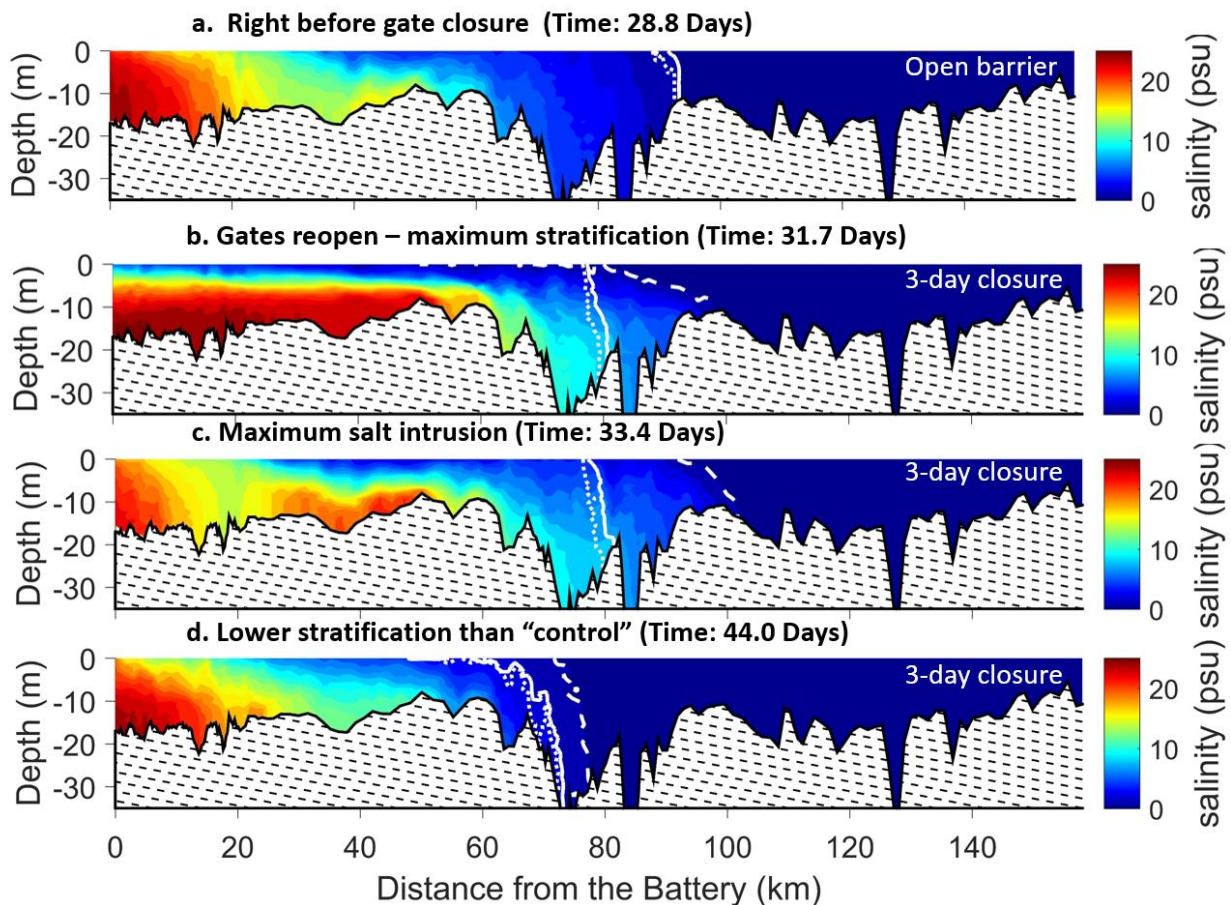 a. Right before gate closure (Time: 28.8 Days)
0
-10
-20
-30
Depth (m)
Open barrier
20
10
0
salinity (psu)
b. Gates reopen – maximum stratification (Time: 31.7 Days)
0
-10
-20
-30
Depth (m)
3-day closure
20
10
0
salinity (psu)
c. Maximum salt intrusion (Time: 33.4 Days)
0
-10
-20
-30
Depth (m)
3-day closure
20
10
0
salinity (psu)
d. Lower stratification than “control” (Time: 44.0 Days)
0
-10
-20
-30
Depth (m)
3-day closure
20
10
0
salinity (psu)
0 20 40 60 80 100 120 140
Distance from the Battery (km)